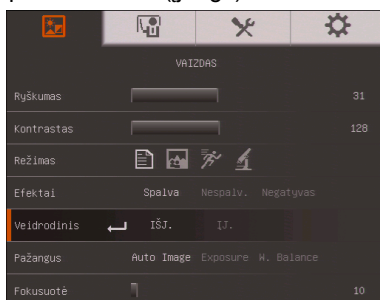 VAIZDAS
Ryškumas 31
Kontrastas 128
Režimas
Efektai Spalva Nespalv. Negatyvas
Veidrodinis IŠJ. ĮJ.
Pažangus Auto Image Exposure W. Balance
Fokusuotė 10